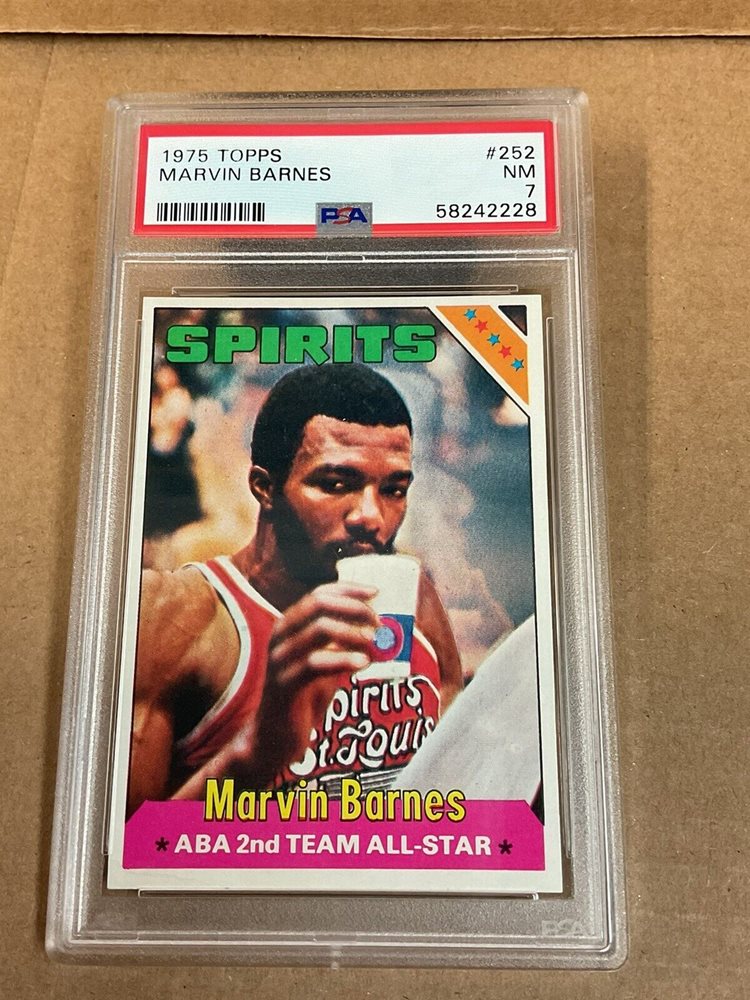 1975 TOPPS #252
MARVIN BARNES NM
7
PSA 58242228
SPIRITS
Spirits
St. Louis
Marvin Barnes
* ABA 2nd TEAM ALL-STAR *
PSA